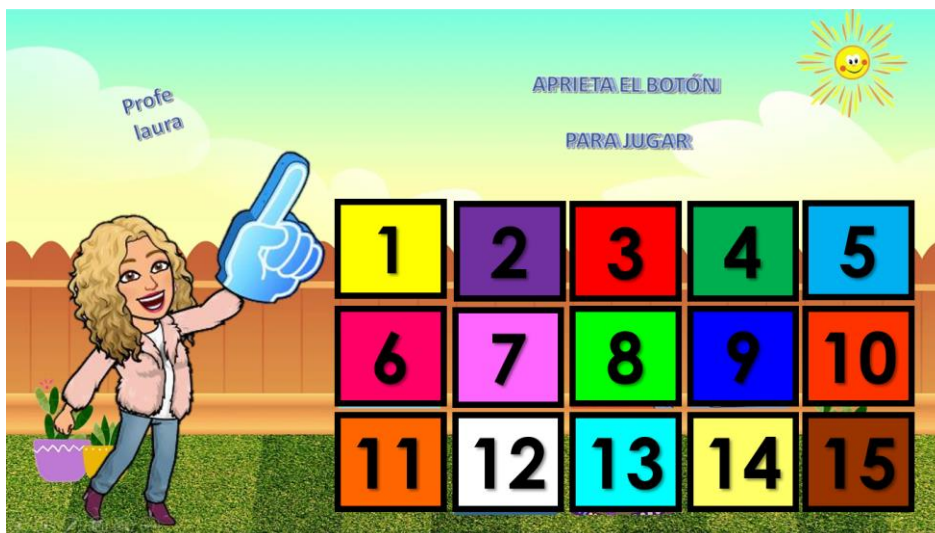 Profe
laura
APRIETA EL BOTÓN
PARA JUGAR
1 2 3 4 5
6 7 8 9 10
11 12 13 14 15